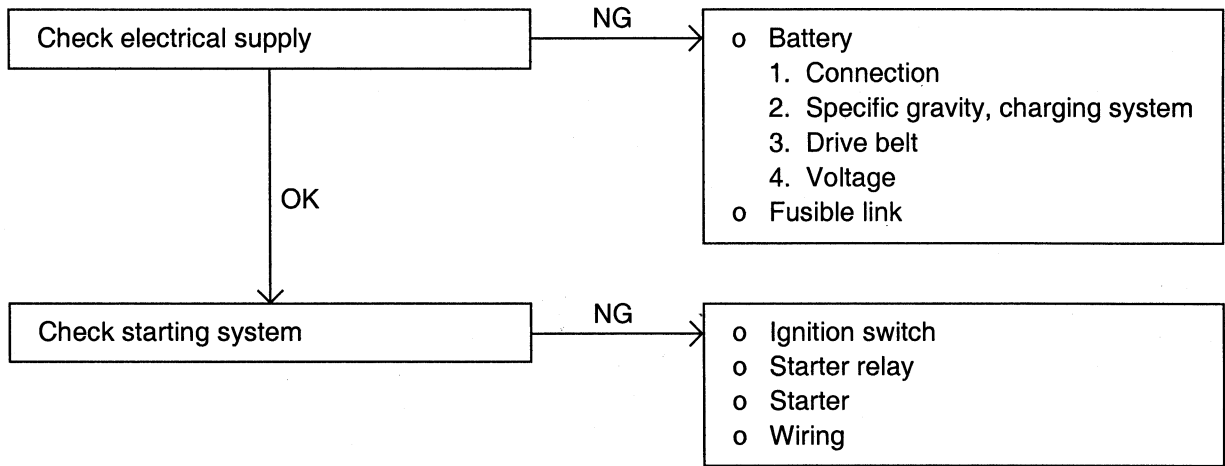 Check electrical supply
NG
o Battery
1. Connection
2. Specific gravity, charging system
3. Drive belt
4. Voltage
o Fusible link
OK
Check starting system
NG
o Ignition switch
o Starter relay
o Starter
o Wiring